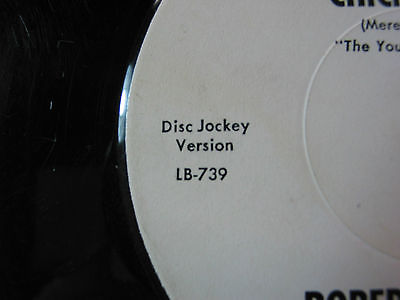 (Mere
"The You
Disc Jockey
Version
LB-739